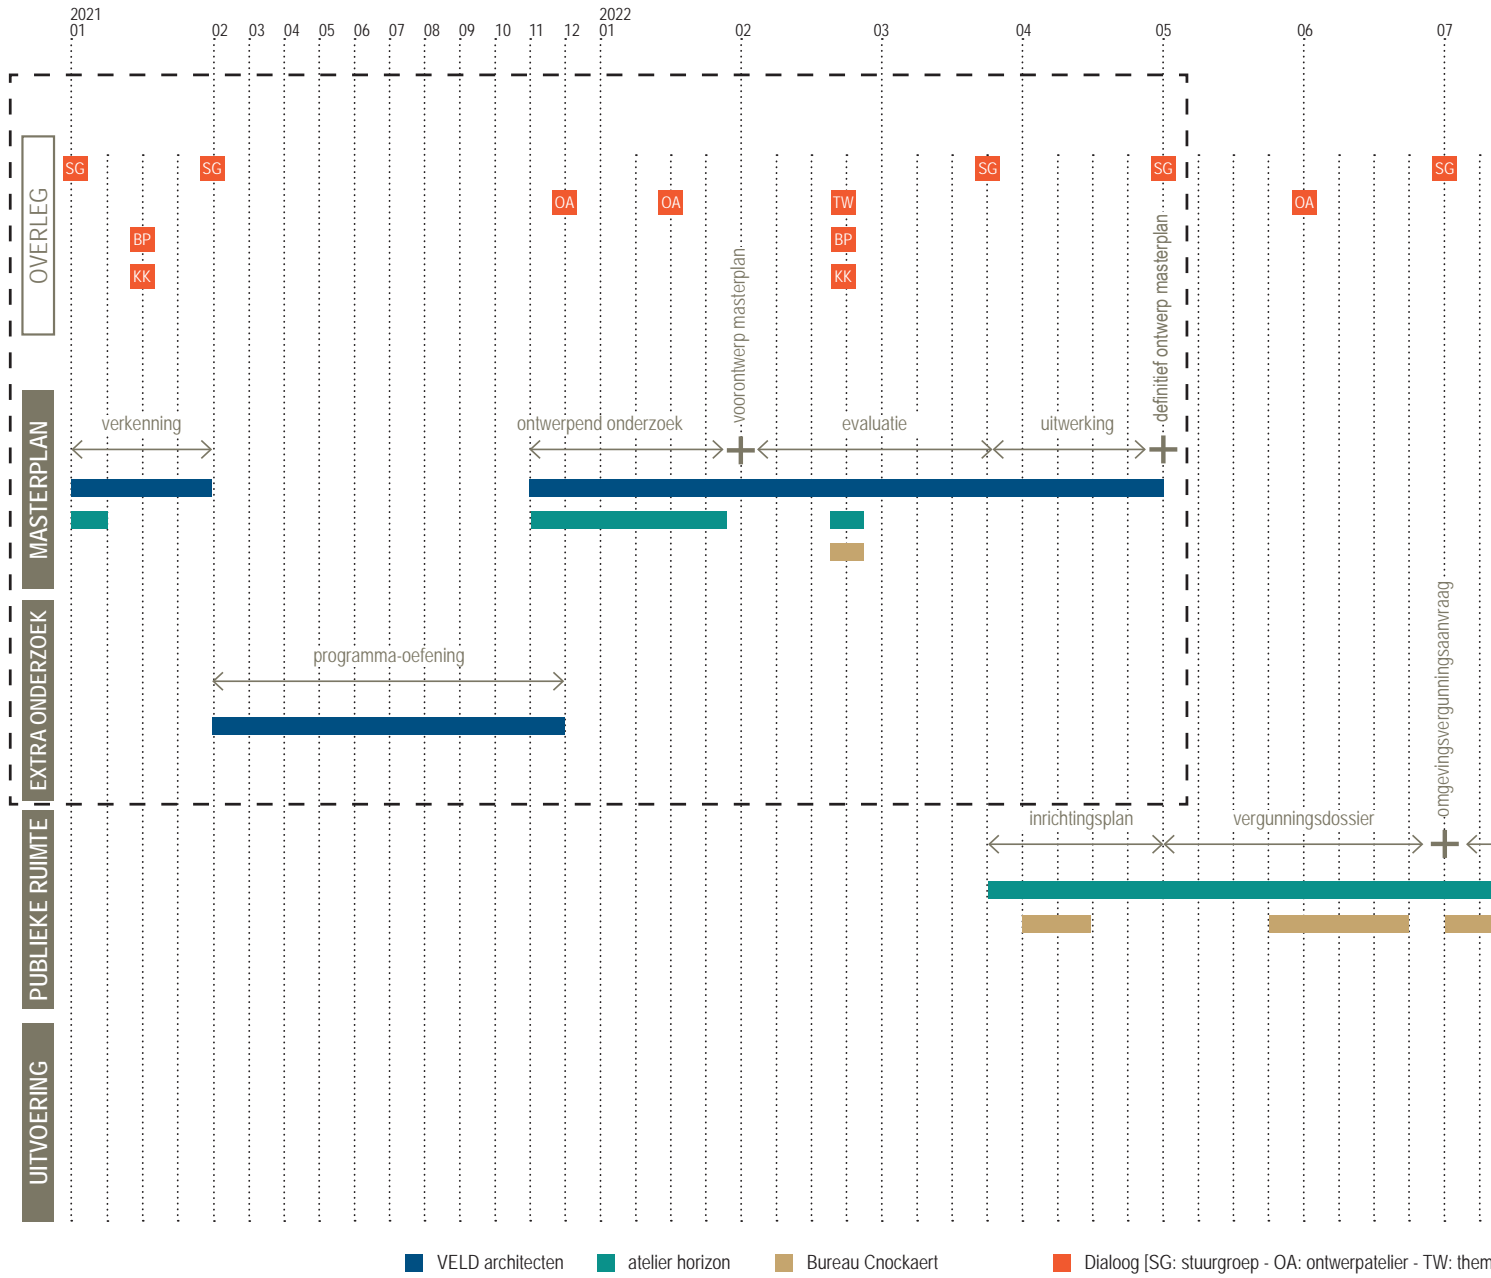 2021 2022
01 02 03 04 05 06 07 08 09 10 11 12 01 02 03 04 05 06 07
OVERLEG
SG SG SG SG SG
OA OA TW OA
BP BP
KK KK
voorontwerp masterplan
definitief ontwerp masterplan
MASTERPLAN
verkenning ontwerpend onderzoek evaluatie uitwerking
EXTRA ONDERZOEK
programma-oefening
omgevingsvergunningsaanvraag
PUBLIEKE RUIMTE
inrichtingsplan vergunningsdossier
UITVOERING
VELD architecten atelier horizon Bureau Cnockaert Dialoog [SG: stuurgroep - OA: ontwerpatelier - TW: them